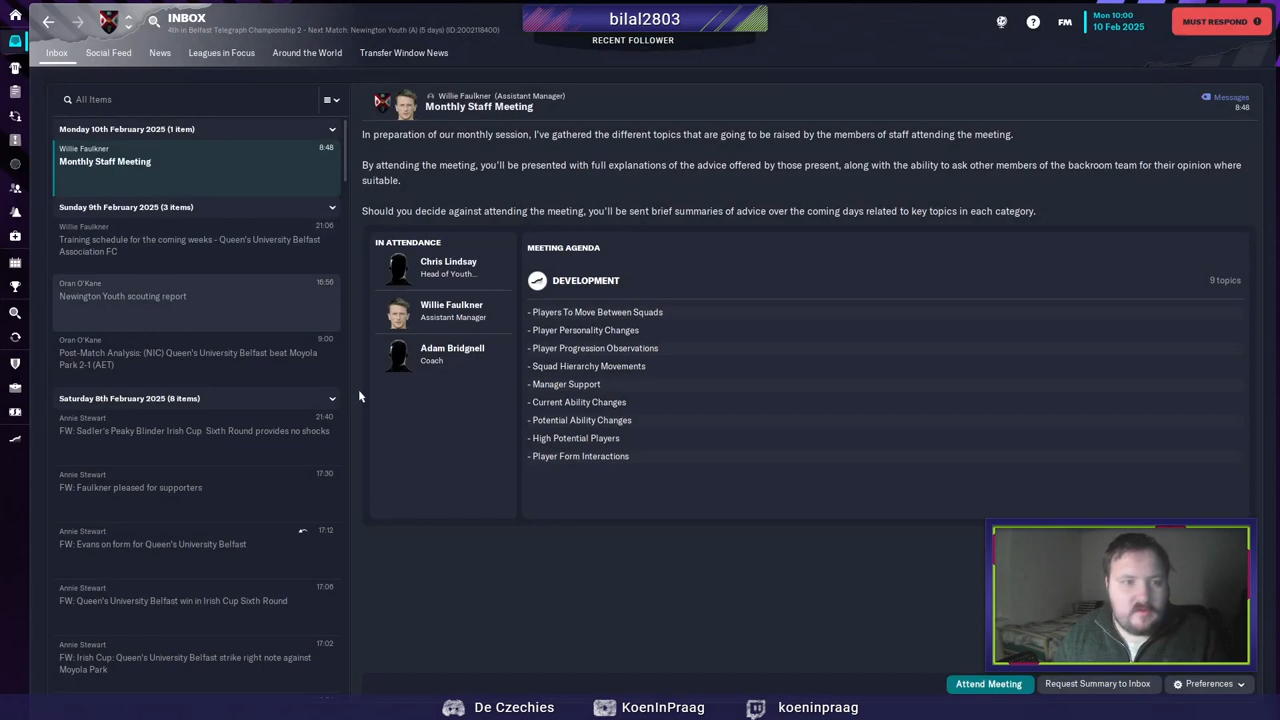 INBOX
4th in Belfast Telegraph Championship 2 - Next Match: Newington Youth (A) (5 days) (ID:2002118400)
bilal2803
RECENT FOLLOWER
FM
Mon 10:00
10 Feb 2025
MUST RESPOND
Inbox
Social Feed
News
Leagues in Focus
Around the World
Transfer Window News
All Items
Monday 10th February 2025 (1 item)
Willie Faulkner
8:48
Monthly Staff Meeting
Sunday 9th February 2025 (3 items)
Willie Faulkner
21:06
Training schedule for the coming weeks - Queen's University Belfast
Association FC
Oran O'Kane
16:56
Newington Youth scouting report
Oran O'Kane
9:00
Post-Match Analysis: (NIC) Queen's University Belfast beat Moyola
Park 2-1 (AET)
Saturday 8th February 2025 (8 items)
Annie Stewart
21:40
FW: Sadler's Peaky Blinder Irish Cup Sixth Round provides no shocks
Annie Stewart
17:30
FW: Faulkner pleased for supporters
Annie Stewart
17:12
FW: Evans on form for Queen's University Belfast
Annie Stewart
17:06
FW: Queen's University Belfast win in Irish Cup Sixth Round
Annie Stewart
17:02
FW: Irish Cup: Queen's University Belfast strike right note against
Moyola Park
Willie Faulkner (Assistant Manager)
Monthly Staff Meeting
Messages
8:48
In preparation of our monthly session, I've gathered the different topics that are going to be raised by the members of staff attending the meeting.
By attending the meeting, you'll be presented with full explanations of the advice offered by those present, along with the ability to ask other members of the backroom team for their opinion where
suitable.
Should you decide against attending the meeting, you'll be sent brief summaries of advice over the coming days related to key topics in each category.
IN ATTENDANCE
Chris Lindsay
Head of Youth...
Willie Faulkner
Assistant Manager
Adam Bridgnell
Coach
MEETING AGENDA
DEVELOPMENT
9 topics
- Players To Move Between Squads
- Player Personality Changes
- Player Progression Observations
- Squad Hierarchy Movements
- Manager Support
- Current Ability Changes
- Potential Ability Changes
- High Potential Players
- Player Form Interactions
Attend Meeting
Request Summary to Inbox
Preferences
De Czechies
KoenInPraag
koeninpraag